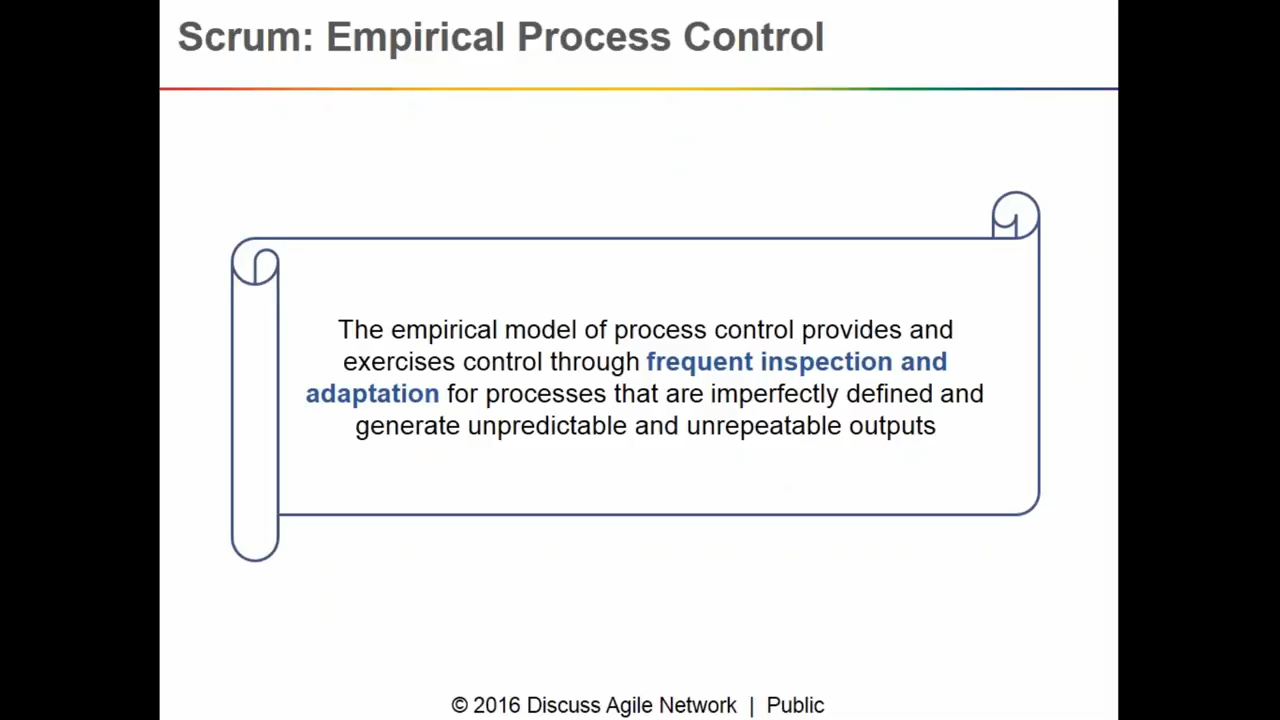 Scrum: Empirical Process Control
The empirical model of process control provides and
exercises control through frequent inspection and
adaptation for processes that are imperfectly defined and
generate unpredictable and unrepeatable outputs
© 2016 Discuss Agile Network | Public